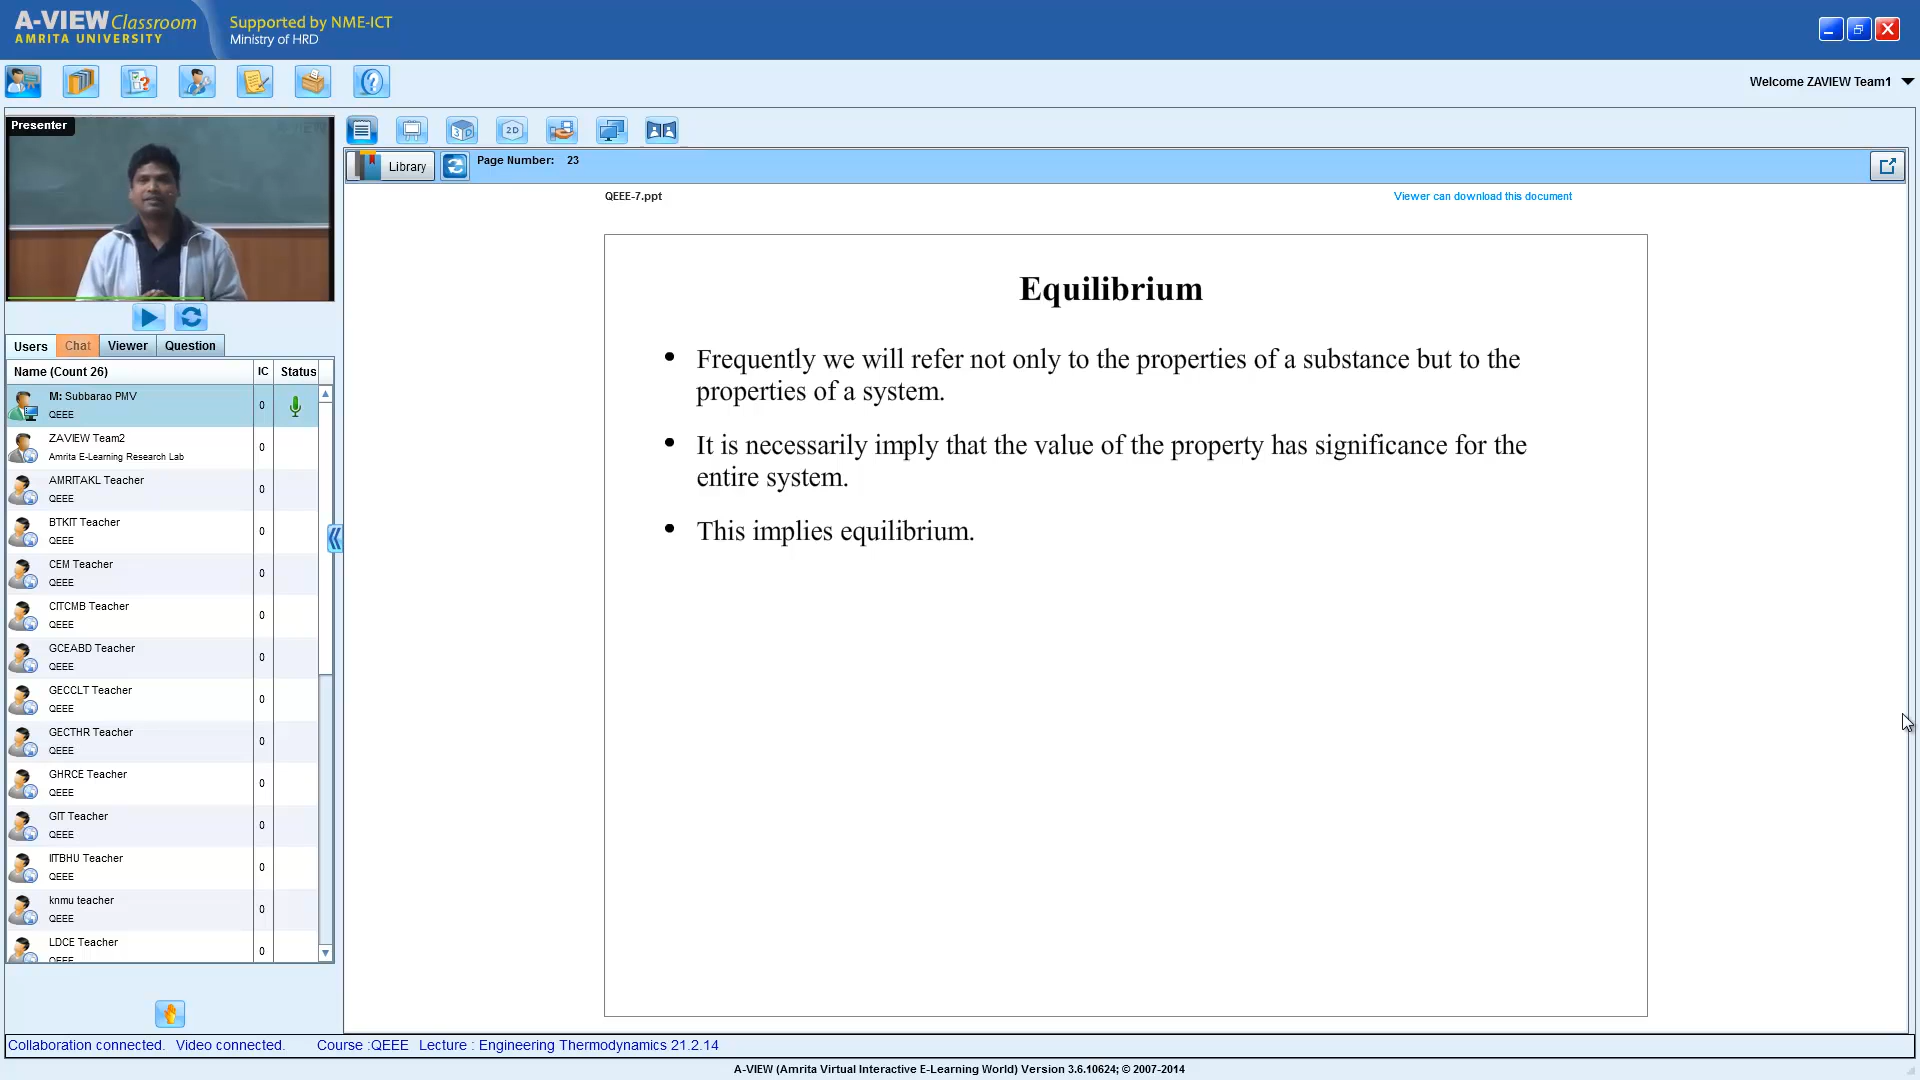 A-VIEW Classroom
AMRITA UNIVERSITY
Supported by NME-ICT
Ministry of HRD
Welcome ZAVIEW Team1
Presenter
Library
Page Number: 23
QEEE-7.ppt
Viewer can download this document
Equilibrium
• Frequently we will refer not only to the properties of a substance but to the
properties of a system.
• It is necessarily imply that the value of the property has significance for the
entire system.
• This implies equilibrium.
Users Chat Viewer Question
Name (Count 26) IC Status
M: Subbarao PMV
QEEE
0
ZAVIEW Team2
Amrita E-Learning Research Lab
0
AMRITAKL Teacher
QEEE
0
BTKIT Teacher
QEEE
0
CEM Teacher
QEEE
0
CITCMB Teacher
QEEE
0
GCEABD Teacher
QEEE
0
GECCLT Teacher
QEEE
0
GECTHR Teacher
QEEE
0
GHRCE Teacher
QEEE
0
GIT Teacher
QEEE
0
IITBHU Teacher
QEEE
0
knmu teacher
QEEE
0
LDCE Teacher
QEEE
0
Collaboration connected. Video connected. Course :QEEE Lecture : Engineering Thermodynamics 21.2.14
A-VIEW (Amrita Virtual Interactive E-Learning World) Version 3.6.10624; © 2007-2014